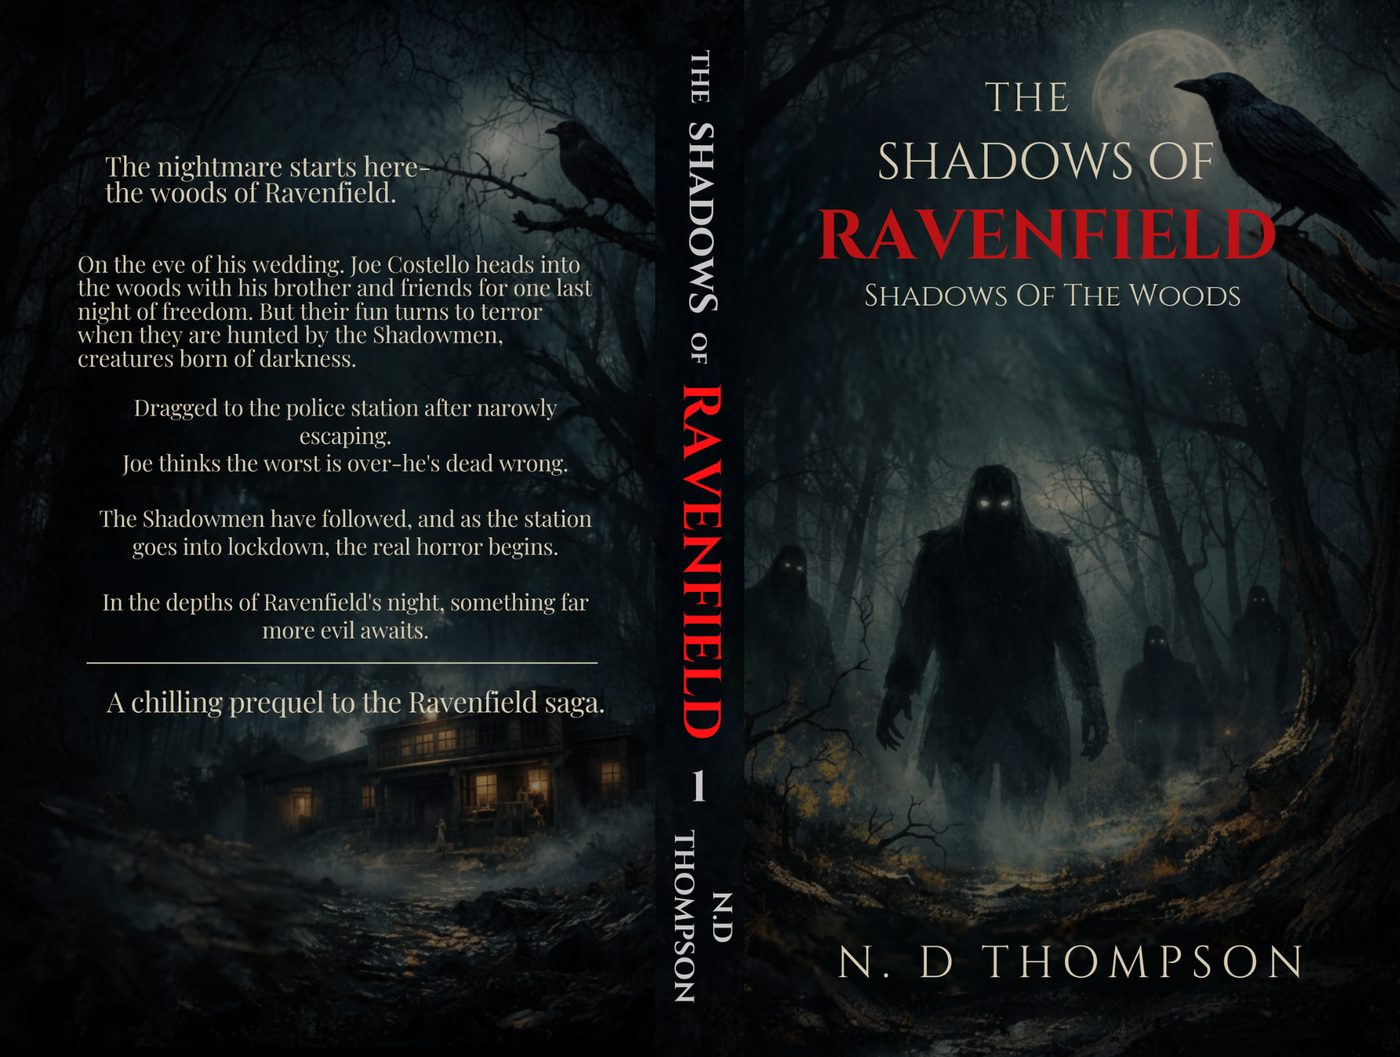 The nightmare starts here-
the woods of Ravenfield.
On the eve of his wedding. Joe Costello heads into
the woods with his brother and friends for one last
night of freedom. But their fun turns to terror
when they are hunted by the Shadowmen,
creatures born of darkness.
Dragged to the police station after narowly
escaping.
Joe thinks the worst is over-he's dead wrong.
The Shadowmen have followed, and as the station
goes into lockdown, the real horror begins.
In the depths of Ravenfield's night, something far
more evil awaits.
A chilling prequel to the Ravenfield saga.
THE SHADOWS OF RAVENFIELD 1
N.D
THOMPSON
THE
SHADOWS OF
RAVENFIELD
SHADOWS OF THE WOODS
N. D THOMPSON